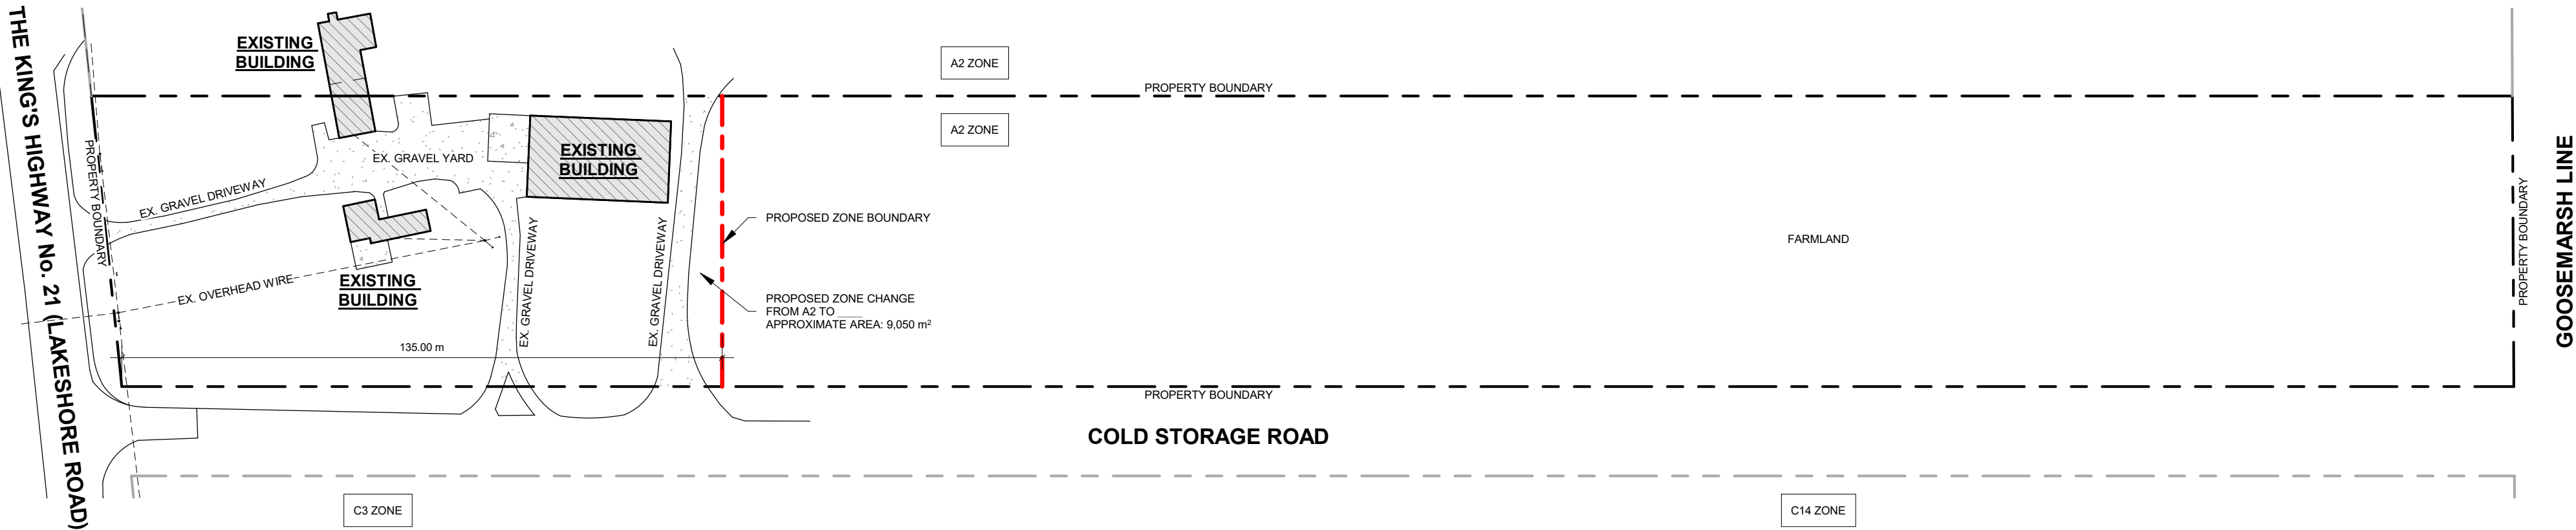 THE KING'S HIGHWAY No. 21 (LAKESHORE ROAD)
EXISTING
BUILDING
A2 ZONE
PROPERTY BOUNDARY
A2 ZONE
PROPERTY BOUNDARY
EX. GRAVEL YARD
EXISTING
BUILDING
EX. GRAVEL DRIVEWAY
PROPOSED ZONE BOUNDARY
FARMLAND
PROPERTY BOUNDARY
GOOSEMARSH LINE
EX. OVERHEAD WIRE
EXISTING
BUILDING
EX. GRAVEL DRIVEWAY
EX. GRAVEL DRIVEWAY
PROPOSED ZONE CHANGE
FROM A2 TO ____
APPROXIMATE AREA: 9,050 m²
135.00 m
PROPERTY BOUNDARY
COLD STORAGE ROAD
C3 ZONE
C14 ZONE